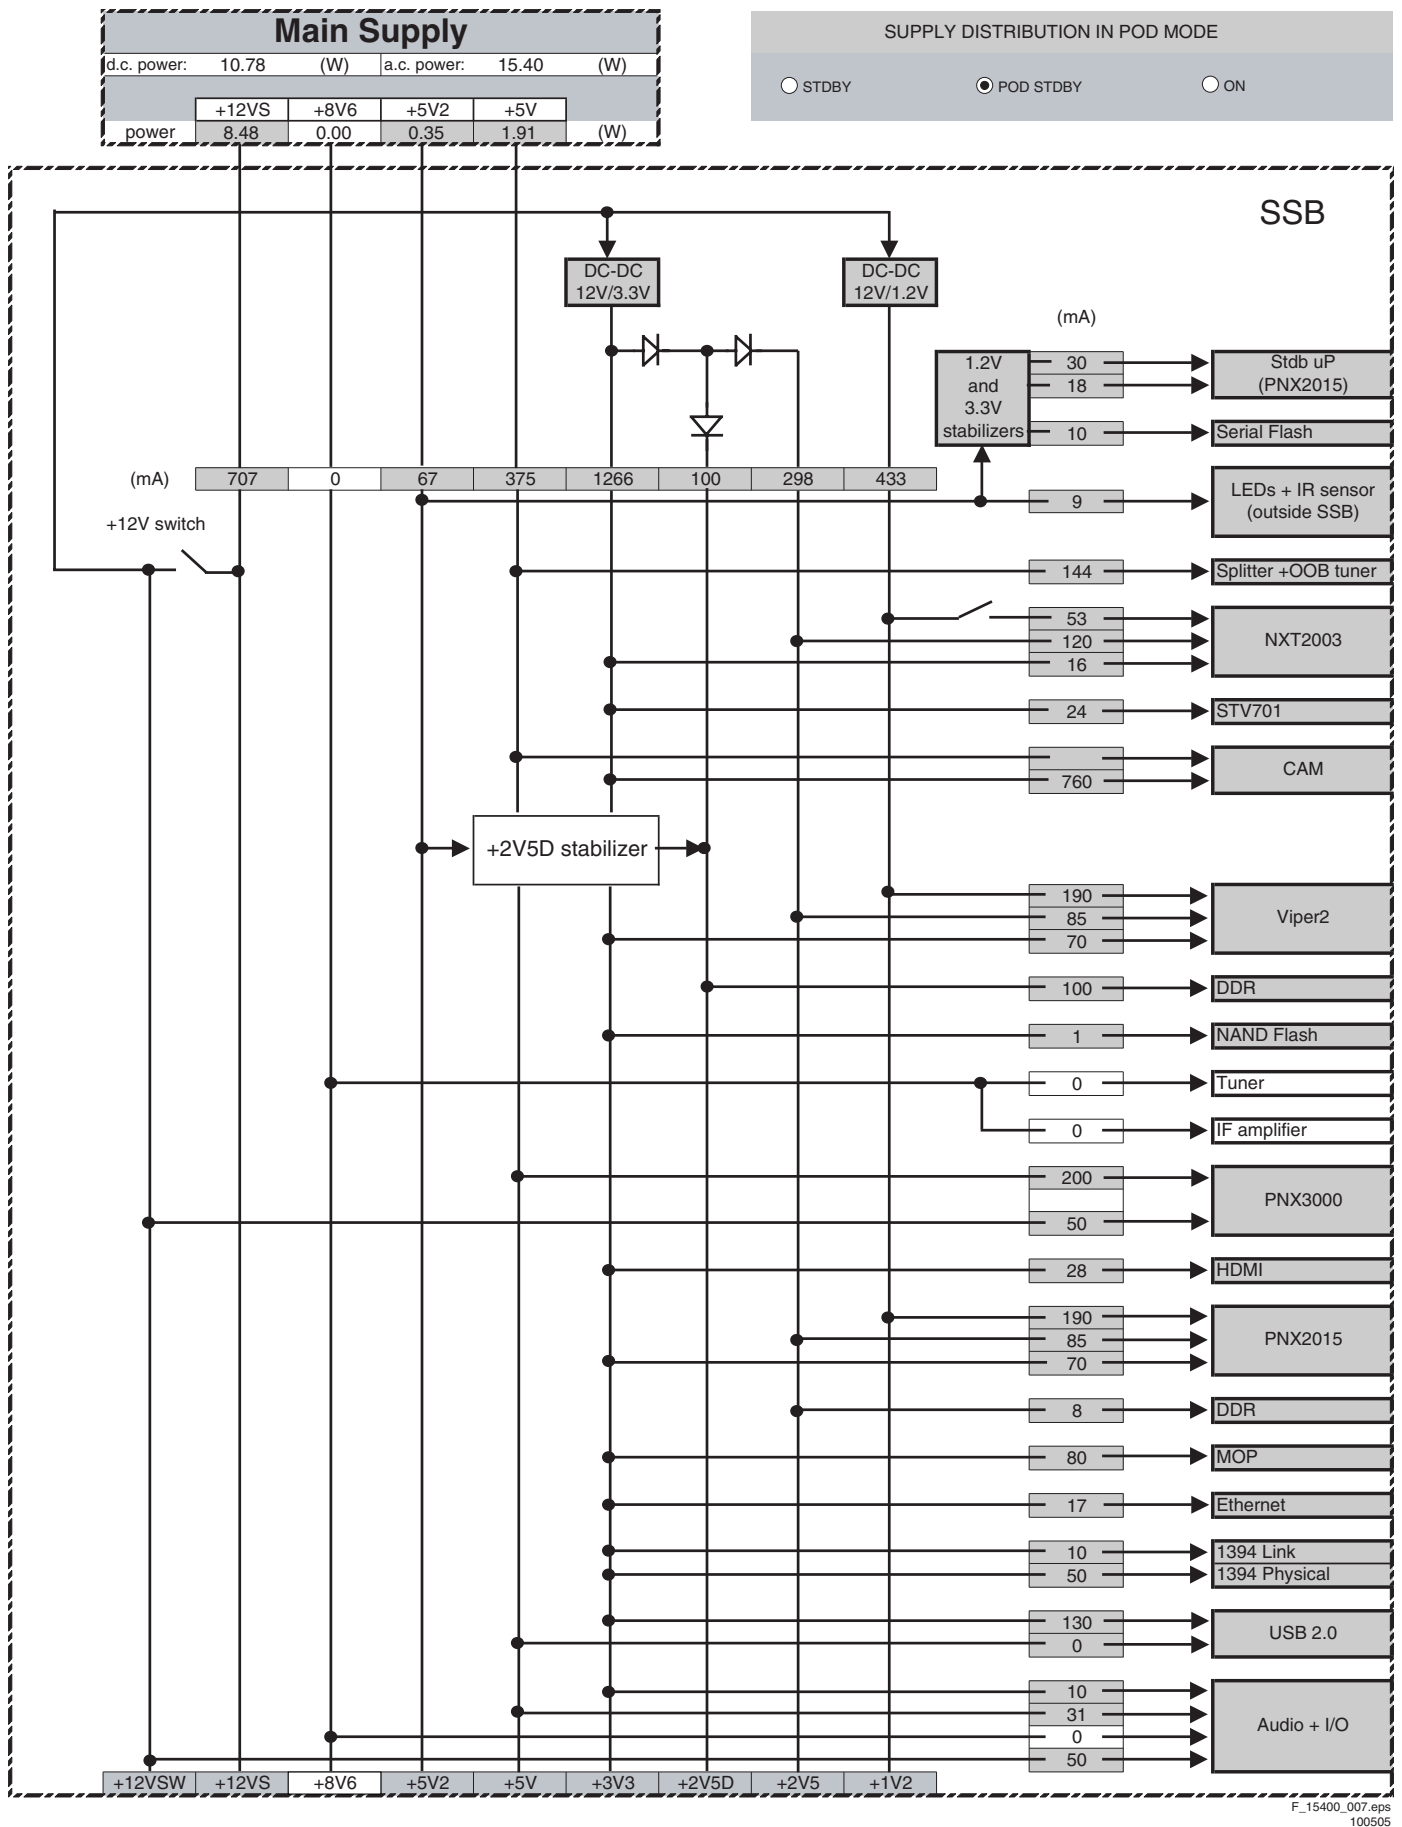 Main Supply
SUPPLY DISTRIBUTION IN POD MODE
d.c. power: 10.78 (W) a.c. power: 15.40 (W)
STDBY POD STDBY ON
+12VS +8V6 +5V2 +5V
power 8.48 0.00 0.35 1.91 (W)
SSB
DC-DC
12V/3.3V
DC-DC
12V/1.2V
(mA)
1.2V
and
3.3V
stabilizers
30
18
Stdb uP
(PNX2015)
10 Serial Flash
(mA) 707 0 67 375 1266 100 298 433
9 LEDs + IR sensor
(outside SSB)
+12V switch
144 Splitter +OOB tuner
53
120
16
NXT2003
24 STV701
760
CAM
+2V5D stabilizer
190
85
70
Viper2
100 DDR
1 NAND Flash
0 Tuner
0 IF amplifier
200
50
PNX3000
28 HDMI
190
85
70
PNX2015
8 DDR
80 MOP
17 Ethernet
10 1394 Link
50 1394 Physical
130
0
USB 2.0
10
31
0
50
Audio + I/O
+12VSW +12VS +8V6 +5V2 +5V +3V3 +2V5D +2V5 +1V2
F_15400_007.eps
100505